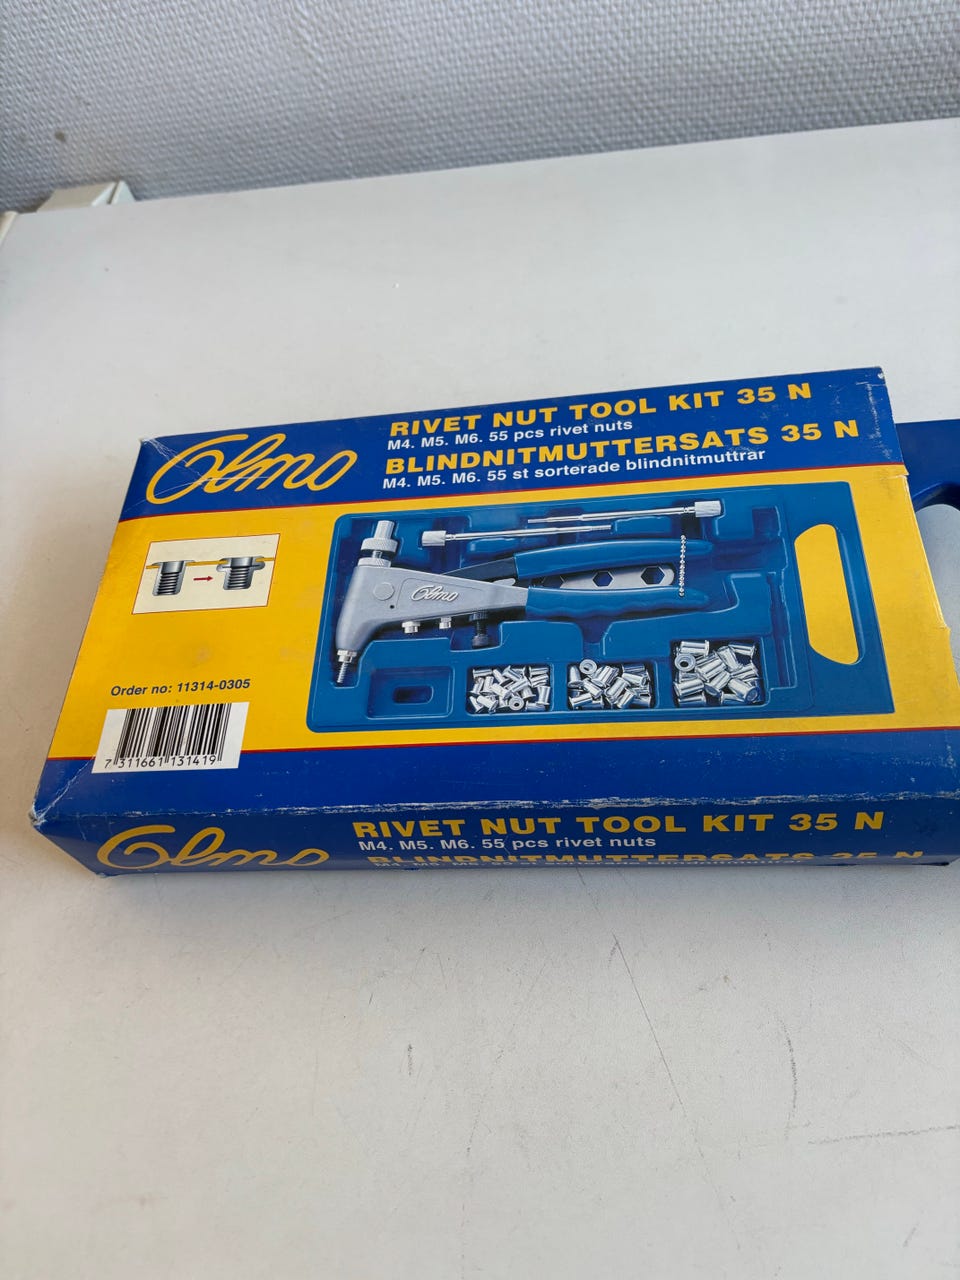 Olmo
RIVET NUT TOOL KIT 35 N
M4. M5. M6. 55 pcs rivet nuts
BLINDNITMUTTERSATS 35 N
M4. M5. M6. 55 st sorterade blindnitmuttrar
Olmo
Order no: 11314-0305
7 311661 131419
Olmo
RIVET NUT TOOL KIT 35 N
M4. M5. M6. 55 pcs rivet nuts
BLINDNITMUTTERSATS 35 N